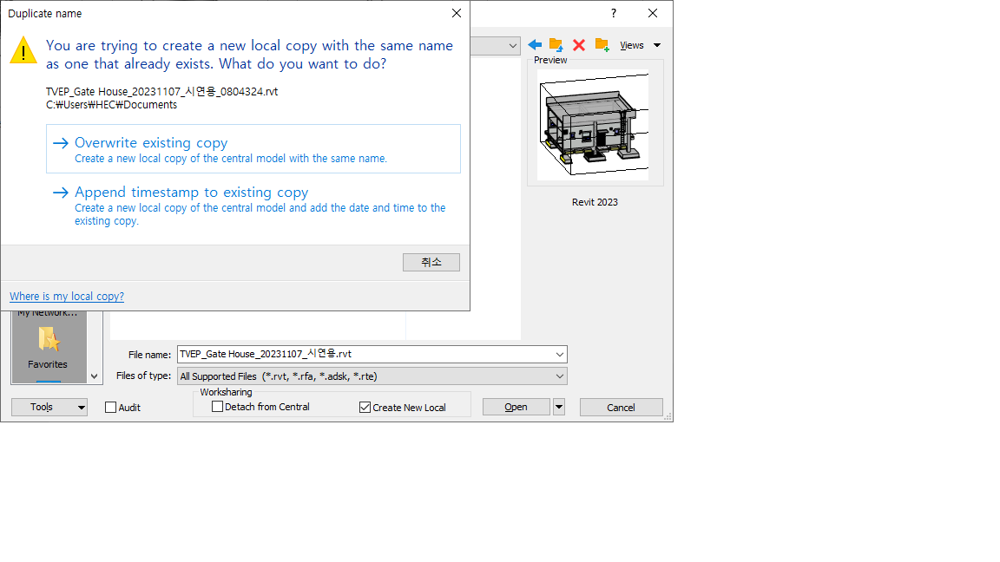 Duplicate name
You are trying to create a new local copy with the same name
as one that already exists. What do you want to do?
TVEP_Gate House_20231107_시연용_0804324.rvt
C:₩Users₩HEC₩Documents
Overwrite existing copy
Create a new local copy of the central model with the same name.
Append timestamp to existing copy
Create a new local copy of the central model and add the date and time to the
existing copy.
취소
Where is my local copy?
?
Views
Preview
Revit 2023
My Network...
Favorites
File name:
TVEP_Gate House_20231107_시연용.rvt
Files of type:
All Supported Files (*.rvt, *.rfa, *.adsk, *.rte)
Tools
Audit
Worksharing
Detach from Central
Create New Local
Open
Cancel